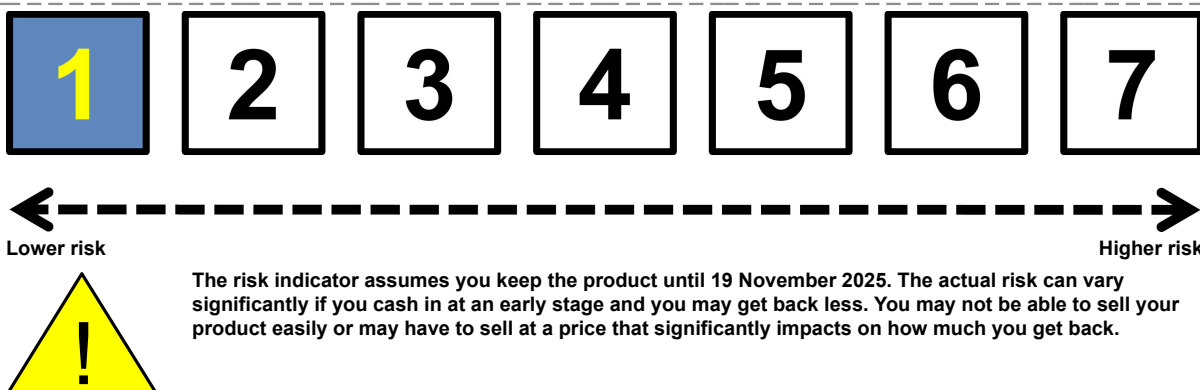 1 2 3 4 5 6 7
Lower risk Higher risk
The risk indicator assumes you keep the product until 19 November 2025. The actual risk can vary
significantly if you cash in at an early stage and you may get back less. You may not be able to sell your
product easily or may have to sell at a price that significantly impacts on how much you get back.
!